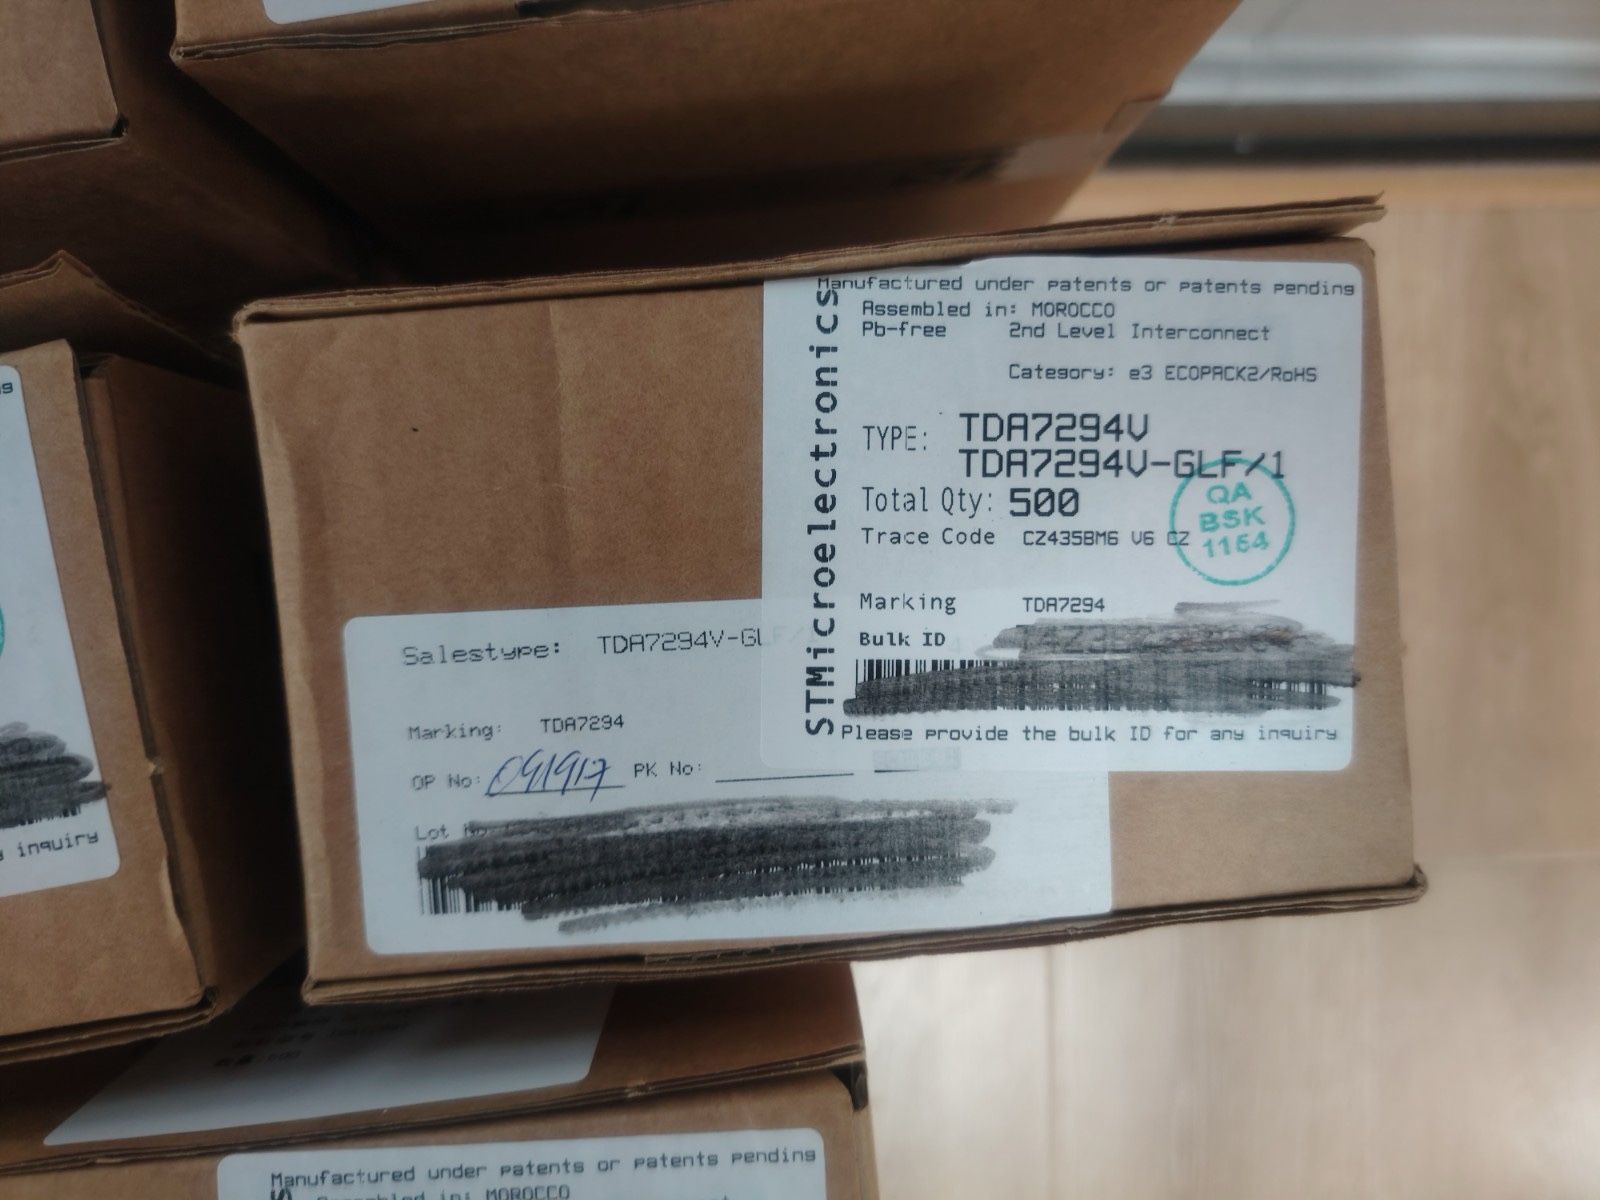 Manufactured under patents or patents pending
Assembled in: MOROCCO
Pb-free 2nd Level Interconnect
Category: e3 ECOPACK2/RoHS
TYPE: TDA7294V
TDA7294V-GLF/1
Total Qty: 500
Trace Code CZ435BM6 V6 CZ
QA
BSK
1164
Marking TDA7294
Bulk ID
Please provide the bulk ID for any inquiry
STMicroelectronics
Salestype: TDA7294V-GLF/
Marking: TDA7294
OP No: 091917 PK No:
Lot No
inquiry
Manufactured under patents or patents pending
Assembled in: MOROCCO